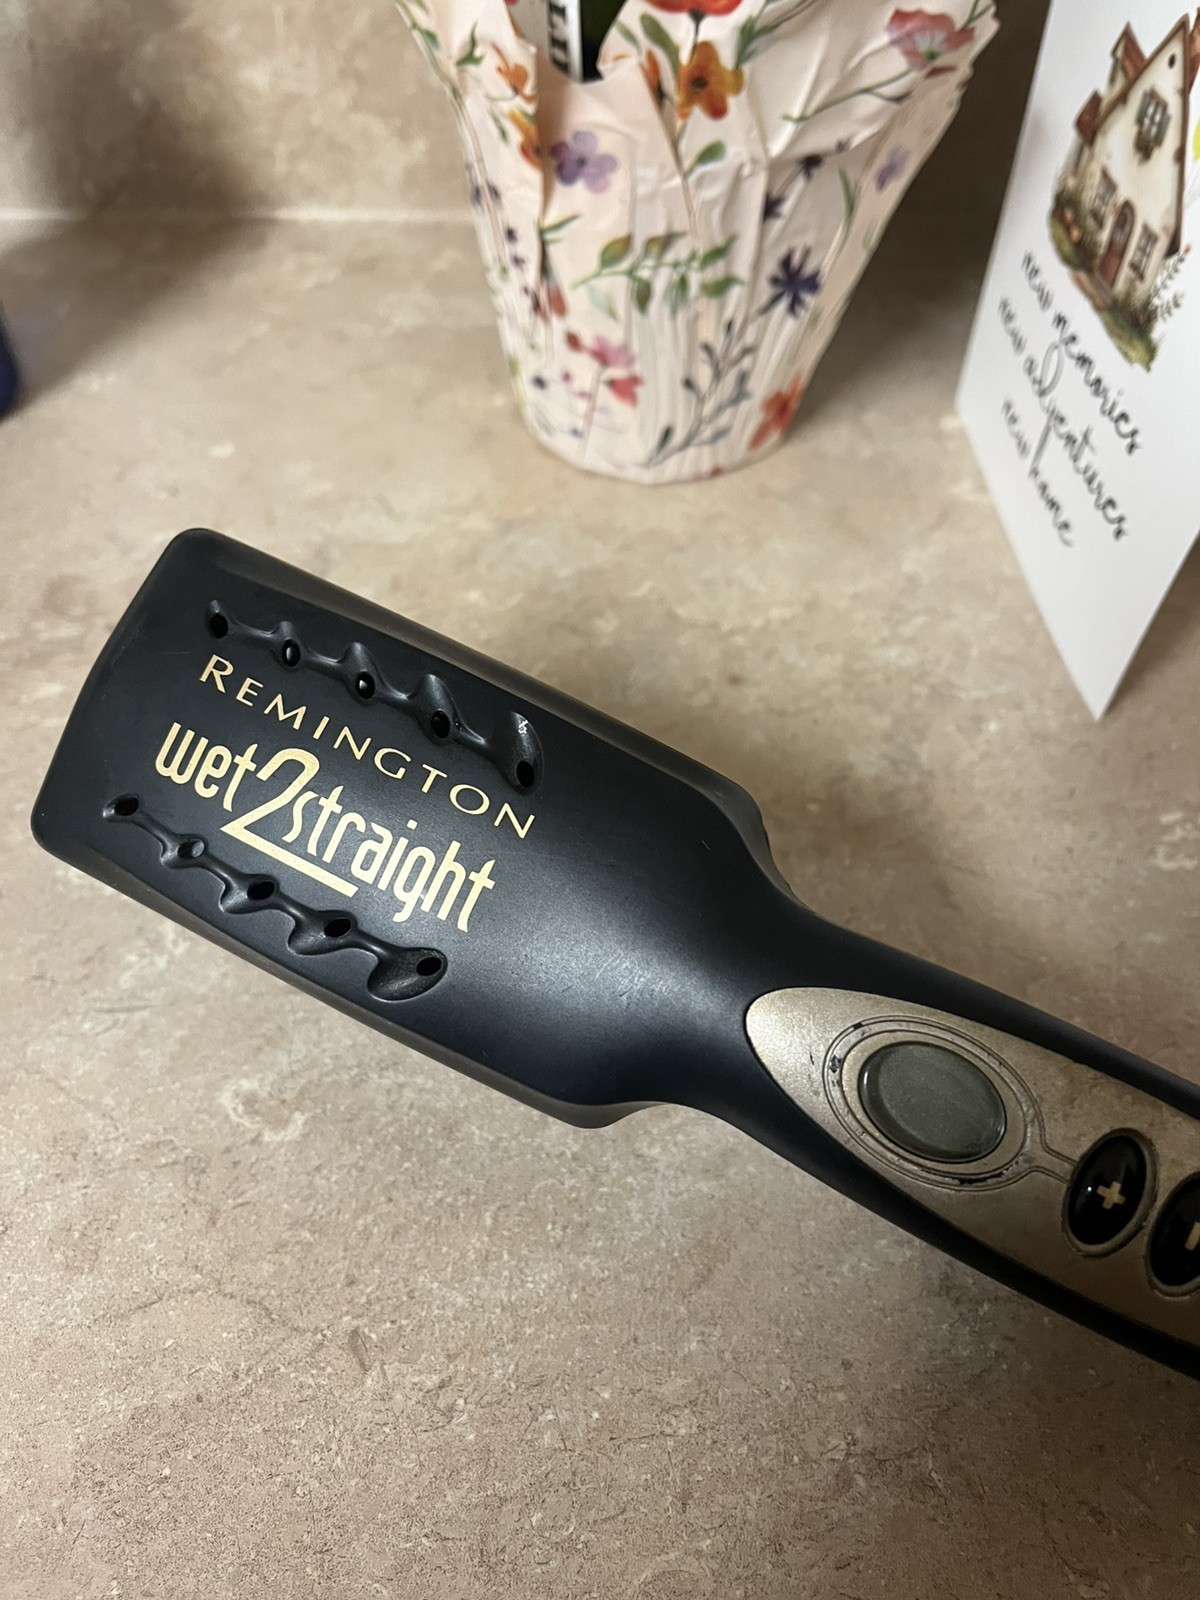 REMINGTON
wet2straight
+
new memories
new adventures
new home